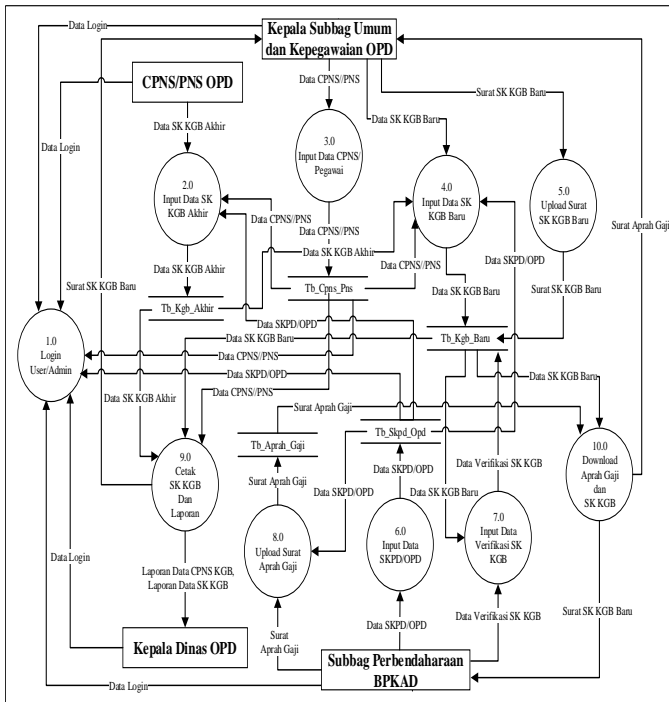 Data Login
Kepala Subbag Umum
dan Kepegawaian OPD
CPNS/PNS OPD
Data CPNS//PNS
Surat SK KGB Baru
Data SK KGB Baru
Data Login
Data SK KGB Akhir
3.0
Input Data CPNS/
Pegawai
2.0
Input Data SK
KGB Akhir
4.0
Input Data SK
KGB Baru
5.0
Upload Surat
SK KGB Baru
Surat Aprah Gaji
Data CPNS//PNS
Data CPNS//PNS
Data SK KGB Akhir
Data SKPD/OPD
Data SK KGB Akhir
Data CPNS//PNS
Surat SK KGB Baru
Tb_Cpns_Pns
Data SK KGB Baru
Surat SK KGB Baru
Tb_Kgb_Akhir
Data SKPD/OPD
1.0
Login
User/Admin
Data SK KGB Baru
Tb_Kgb_Baru
Data CPNS//PNS
Data SKPD/OPD
Data SK KGB Baru
Data CPNS//PNS
Data SK KGB Akhir
Surat Aprah Gaji
Tb_Skpd_Opd
Tb_Aprah_Gaji
9.0
Cetak
SK KGB
Dan
Laporan
10.0
Download
Aprah Gaji
dan
SK KGB
Surat Aprah Gaji
Data SKPD/OPD
Data SKPD/OPD
Data Verifikasi SK KGB
Data SK KGB Baru
8.0
Upload Surat
Aprah Gaji
6.0
Input Data
SKPD/OPD
7.0
Input Data
Verifikasi SK
KGB
Data Login
Laporan Data CPNS KGB,
Laporan Data SK KGB
Surat SK KGB Baru
Data SKPD/OPD
Data Verifikasi SK KGB
Surat
Aprah Gaji
Kepala Dinas OPD
Subbag Perbendaharaan
BPKAD
Data Login